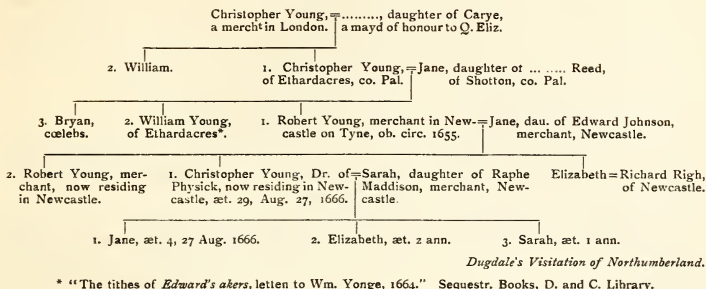 Christopher Young, = ........., daughter of Carye,
a mercht in London. a mayd of honour to Q. Eliz.
2. William.
1. Christopher Young, = Jane, daughter ot ... ...... Reed,
of Ethardacres, co. Pal. of Shotton, co. Pal.
3. Bryan,
cœlebs.
2. William Young,
of Ethardacres*.
1. Robert Young, merchant in New- = Jane, dau. of Edward Johnson,
castle on Tyne, ob. circ. 1655. merchant, Newcastle.
2. Robert Young, mer-
chant, now residing
in Newcastle.
1. Christopher Young, Dr. of = Sarah, daughter of Raphe
Physick, now residing in New- Maddison, merchant, New-
castle, æt. 29, Aug. 27, 1666. castle.
Elizabeth = Richard Righ,
of Newcastle.
1. Jane, æt. 4, 27 Aug. 1666. 2. Elizabeth, æt. 2 ann. 3. Sarah, æt. 1 ann.
Dugdale's Visitation of Northumberland.
* "The tithes of Edward's akers, letten to Wm. Yonge, 1664." Sequestr. Books, D. and C. Library.